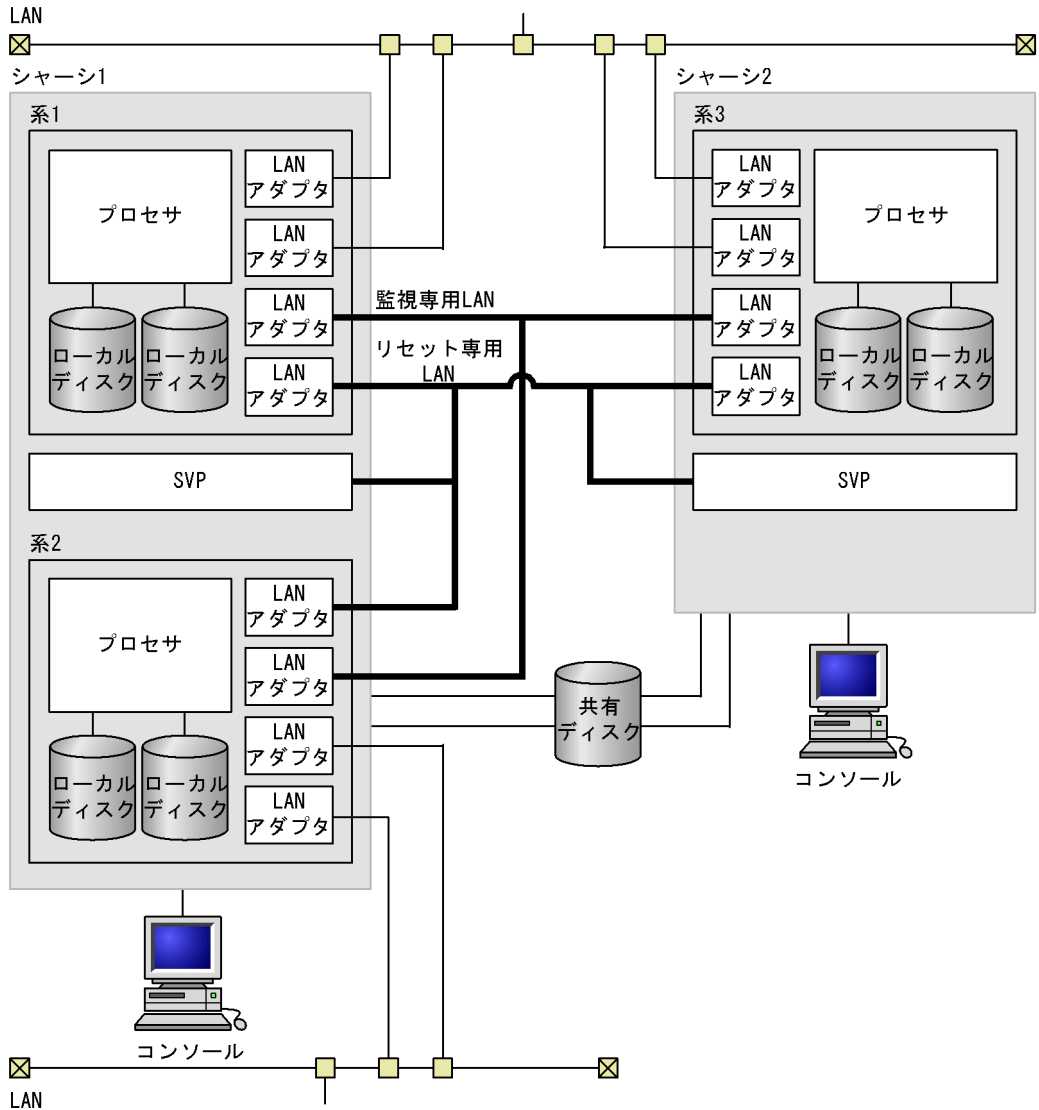 LAN
シャーシ1
シャーシ2
系1
プロセサ
LAN
アダプタ
LAN
アダプタ
LAN
アダプタ
LAN
アダプタ
ローカル
ディスク
ローカル
ディスク
SVP
監視専用LAN
リセット専用
LAN
系3
LAN
アダプタ
LAN
アダプタ
LAN
アダプタ
LAN
アダプタ
プロセサ
ローカル
ディスク
ローカル
ディスク
SVP
系2
プロセサ
LAN
アダプタ
LAN
アダプタ
LAN
アダプタ
LAN
アダプタ
ローカル
ディスク
ローカル
ディスク
共有
ディスク
コンソール
コンソール
LAN